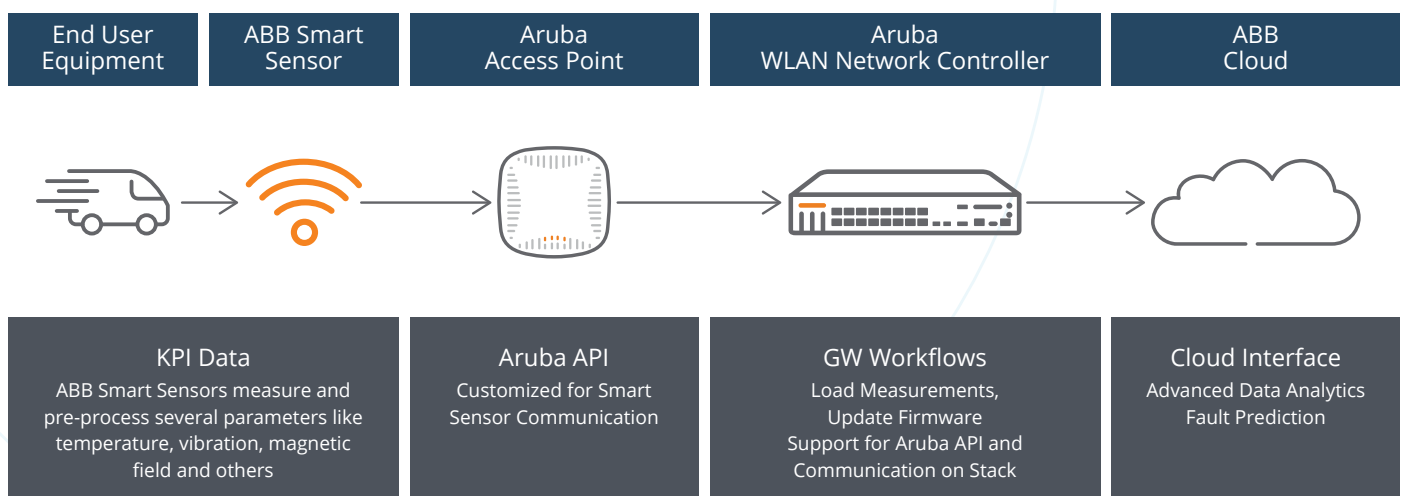 End User
Equipment
ABB Smart
Sensor
Aruba
Access Point
Aruba
WLAN Network Controller
ABB
Cloud
KPI Data
ABB Smart Sensors measure and
pre-process several parameters like
temperature, vibration, magnetic
field and others
Aruba API
Customized for Smart
Sensor Communication
GW Workflows
Load Measurements,
Update Firmware
Support for Aruba API and
Communication on Stack
Cloud Interface
Advanced Data Analytics
Fault Prediction